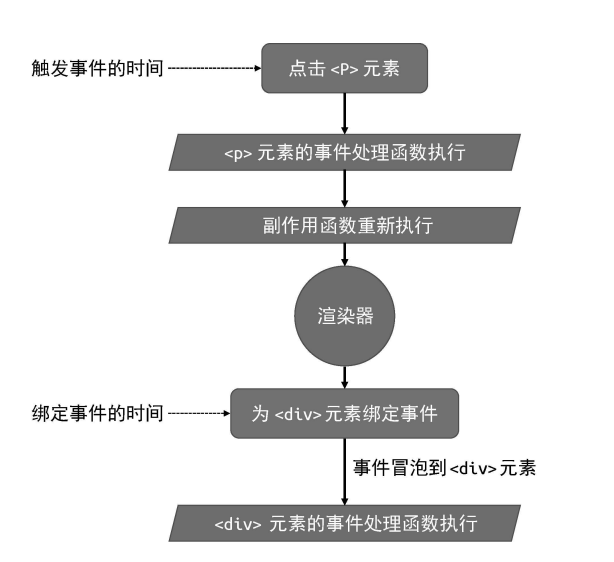 触发事件的时间
点击 <P> 元素
<p> 元素的事件处理函数执行
副作用函数重新执行
渲染器
绑定事件的时间
为 <div> 元素绑定事件
事件冒泡到 <div> 元素
<div> 元素的事件处理函数执行